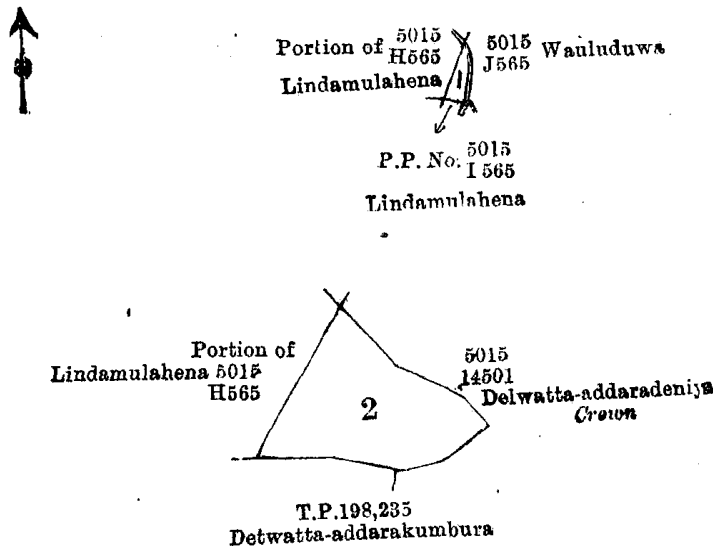 Portion of 5015
H565
Lindamulahena
5015
J565 Wauluduwa
1
P.P. No. 5015
I 565
Lindamulahena
Portion of
Lindamulahena 5015
H565
2
5015
14501
Delwatta-addaradeniya
Crown
T.P.198,235
Detwatta-addarakumbura